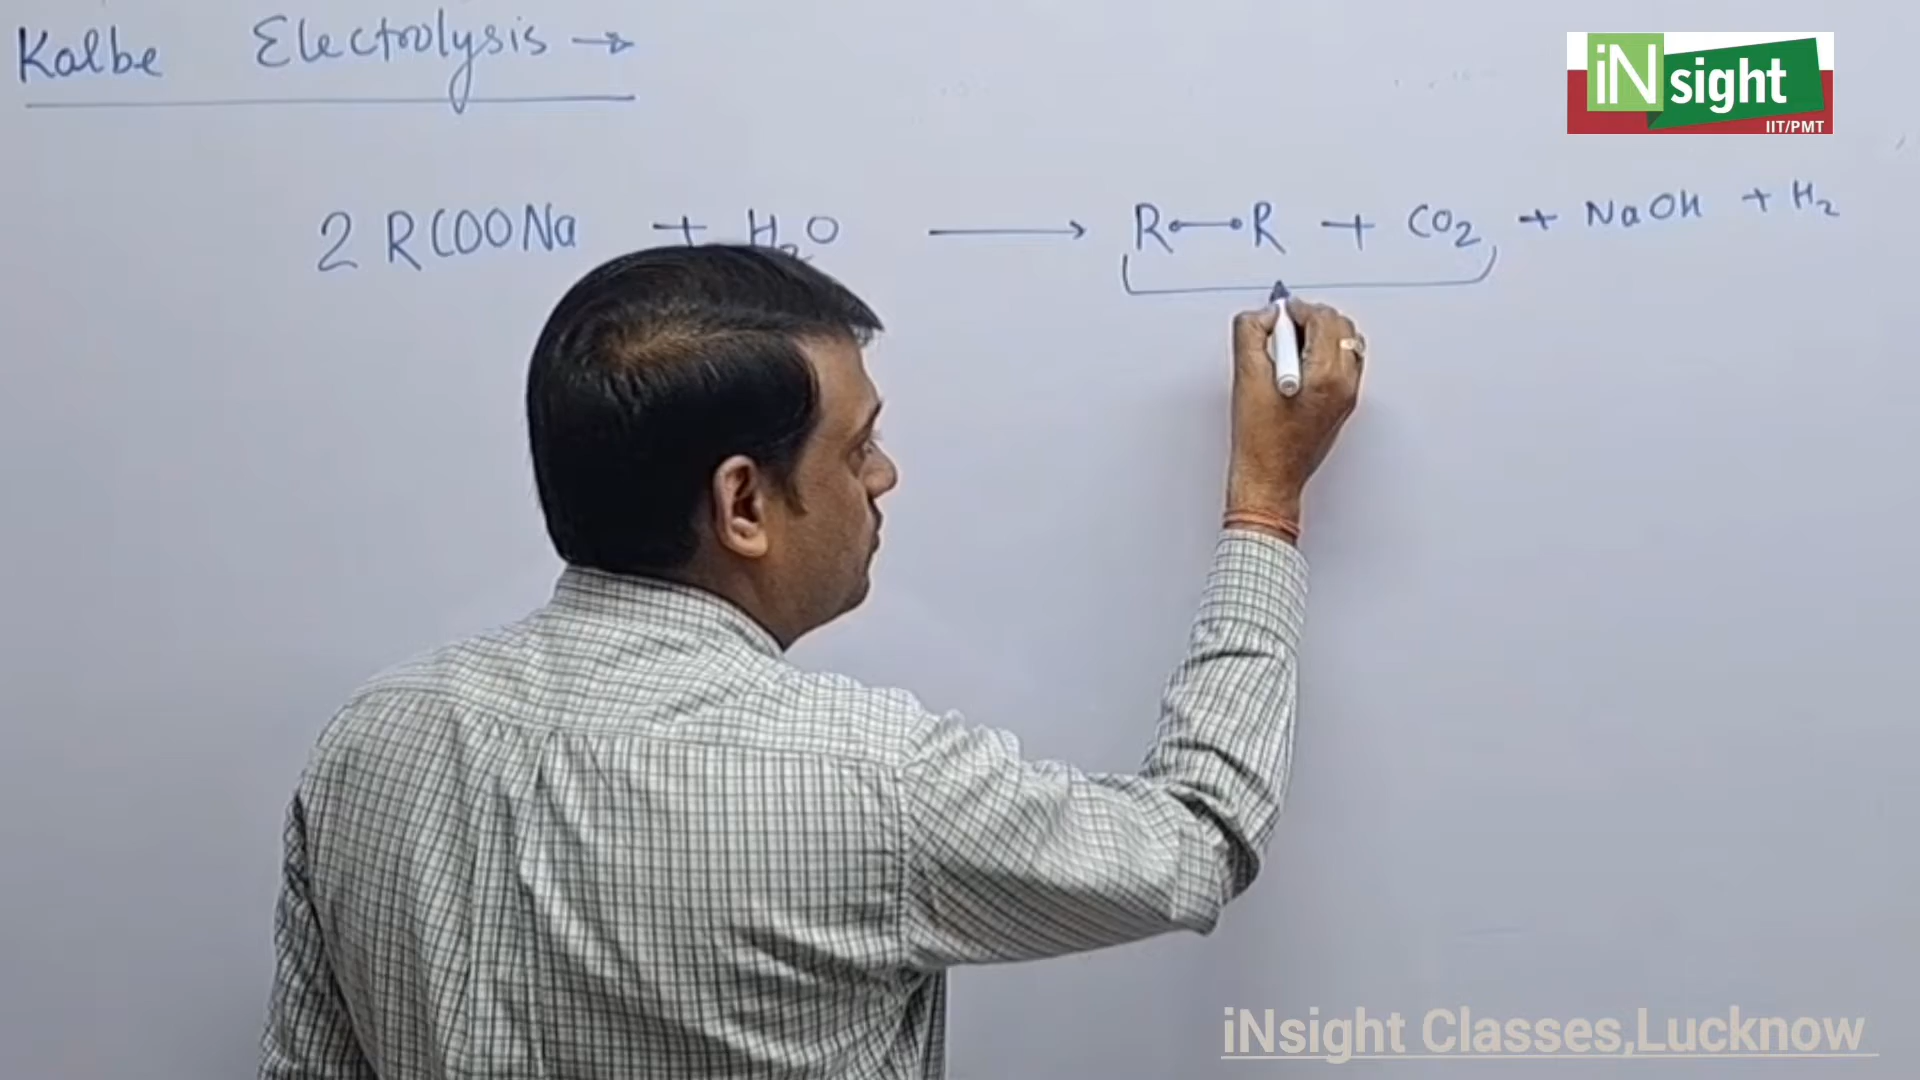 Kolbe Electrolysis →
iNsight
IIT/PMT
2 RCOONa + H₂O → R—R + CO₂ + NaOH + H₂
iNsight Classes,Lucknow